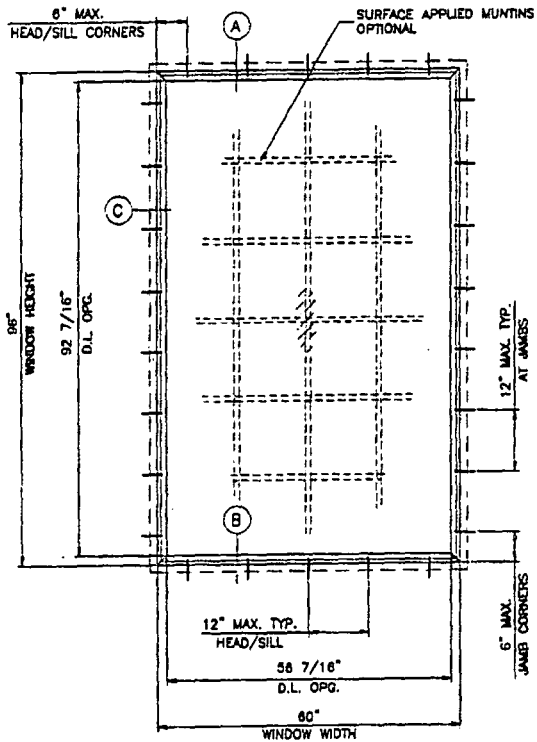 6" MAX.
HEAD/SILL CORNERS
A
SURFACE APPLIED MUNTINS
OPTIONAL
C
96"
WINDOW HEIGHT
92 7/16"
D.L. OPG.
12" MAX. TYP.
AT JAMBS
B
12" MAX. TYP.
HEAD/SILL
6" MAX.
JAMB CORNERS
56 7/16"
D.L. OPG.
60"
WINDOW WIDTH